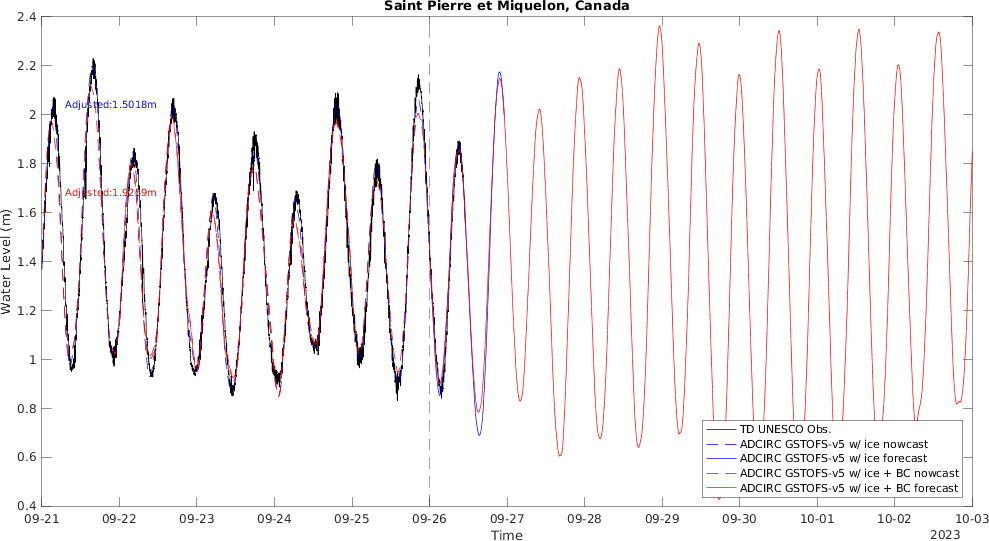 Saint Pierre et Miquelon, Canada
2.4
2.2
2
1.8
1.6
1.4
1.2
1
0.8
0.6
0.4
Water Level (m)
Adjusted:1.5018m
Adjusted:1.9269m
TD UNESCO Obs.
ADCIRC GSTOFS-v5 w/ ice nowcast
ADCIRC GSTOFS-v5 w/ ice forecast
ADCIRC GSTOFS-v5 w/ ice + BC nowcast
ADCIRC GSTOFS-v5 w/ ice + BC forecast
09-21 09-22 09-23 09-24 09-25 09-26 09-27 09-28 09-29 09-30 10-01 10-02 10-03
Time
2023